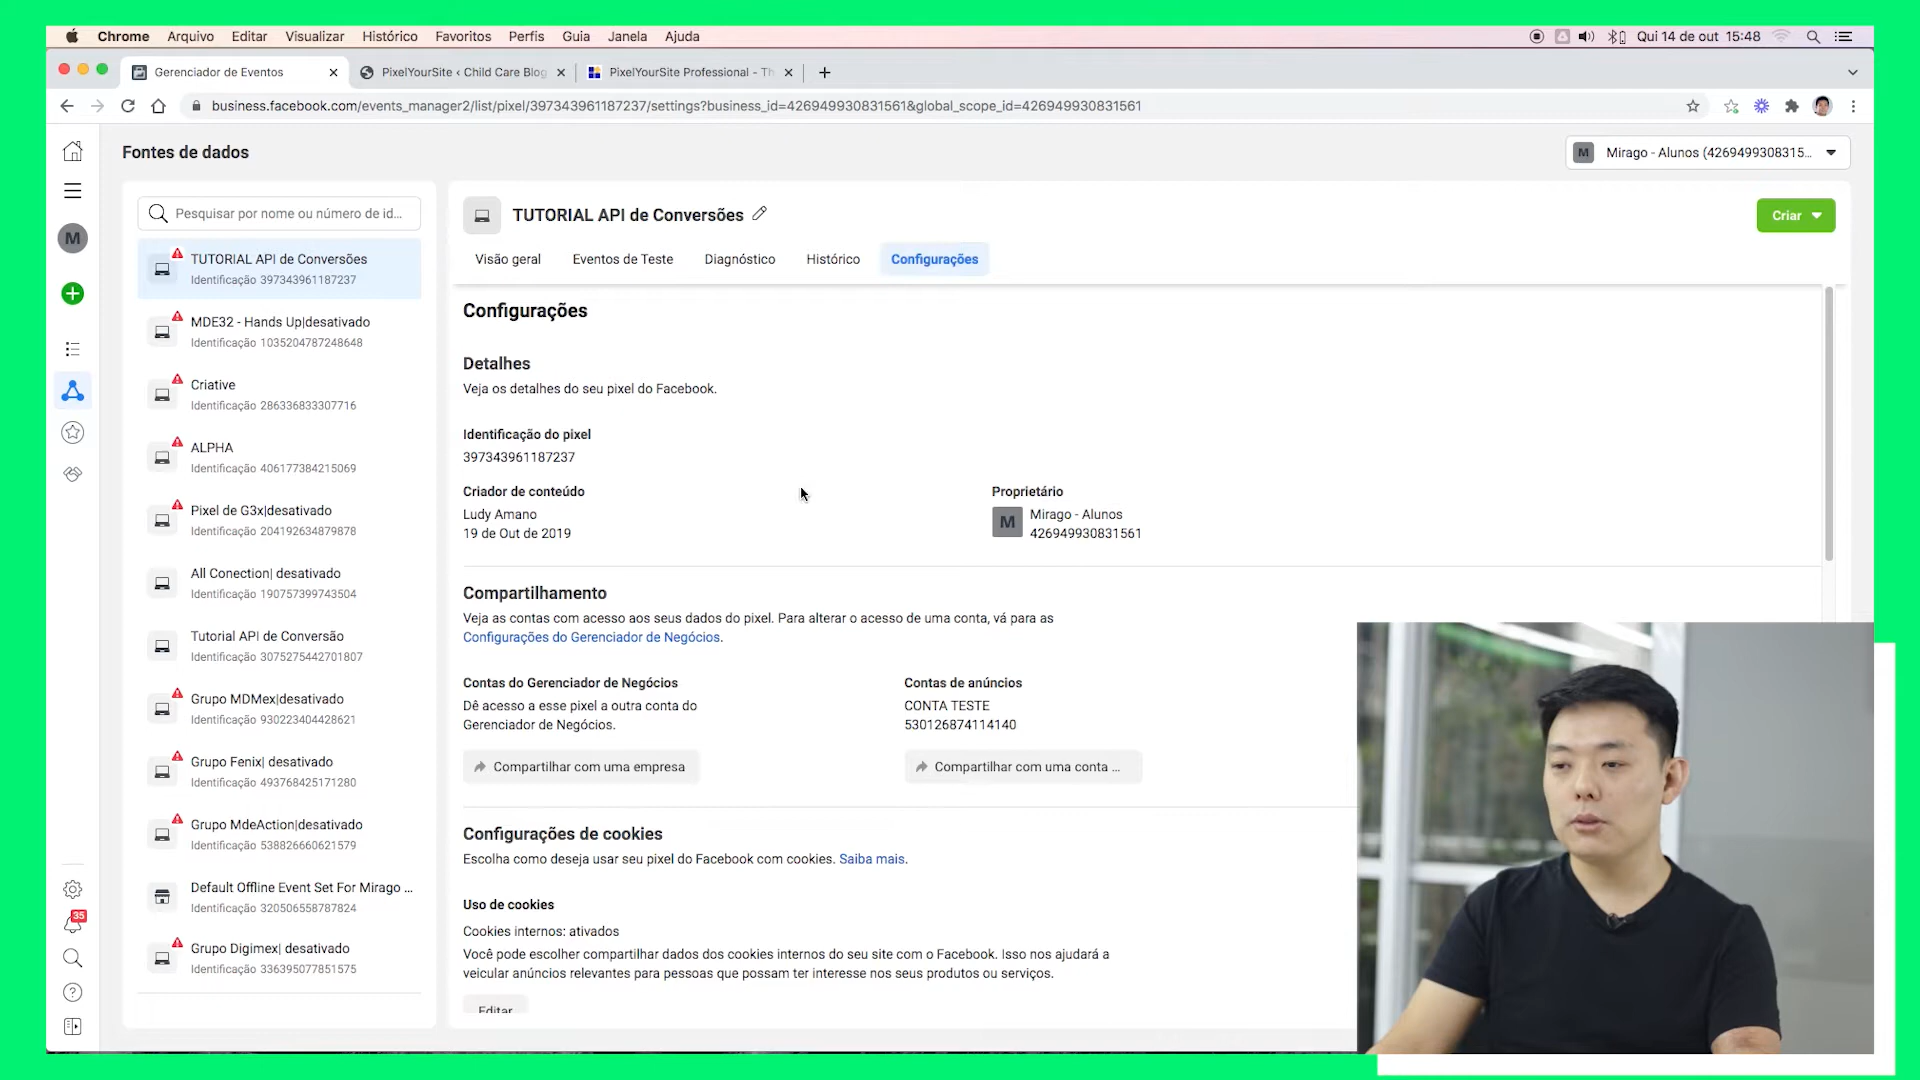 Chrome Arquivo Editar Visualizar Histórico Favoritos Perfis Guia Janela Ajuda Qui 14 de out 15:48
Gerenciador de Eventos PixelYourSite ‹ Child Care Blog PixelYourSite Professional - Th
business.facebook.com/events_manager2/list/pixel/397343961187237/settings?business_id=426949930831561&global_scope_id=426949930831561
Fontes de dados
M Mirago - Alunos (4269499308315...
Pesquisar por nome ou número de id...
TUTORIAL API de Conversões
Identificação 397343961187237
MDE32 - Hands Up|desativado
Identificação 1035204787248648
Criative
Identificação 286336833307716
ALPHA
Identificação 406177384215069
Pixel de G3x|desativado
Identificação 204192634879878
All Conection| desativado
Identificação 190757399743504
Tutorial API de Conversão
Identificação 3075275442701807
Grupo MDMex|desativado
Identificação 930223404428621
Grupo Fenix| desativado
Identificação 493768425171280
Grupo MdeAction|desativado
Identificação 538826660621579
Default Offline Event Set For Mirago ...
Identificação 320506558787824
Grupo Digimex| desativado
Identificação 336395077851575
M
35
TUTORIAL API de Conversões
Criar
Visão geral Eventos de Teste Diagnóstico Histórico Configurações
Configurações
Detalhes
Veja os detalhes do seu pixel do Facebook.
Identificação do pixel
397343961187237
Criador de conteúdo
Ludy Amano
19 de Out de 2019
Proprietário
M Mirago - Alunos
426949930831561
Compartilhamento
Veja as contas com acesso aos seus dados do pixel. Para alterar o acesso de uma conta, vá para as
Configurações do Gerenciador de Negócios.
Contas do Gerenciador de Negócios
Dê acesso a esse pixel a outra conta do
Gerenciador de Negócios.
Compartilhar com uma empresa
Contas de anúncios
CONTA TESTE
530126874114140
Compartilhar com uma conta ...
Configurações de cookies
Escolha como deseja usar seu pixel do Facebook com cookies. Saiba mais.
Uso de cookies
Cookies internos: ativados
Você pode escolher compartilhar dados dos cookies internos do seu site com o Facebook. Isso nos ajudará a
veicular anúncios relevantes para pessoas que possam ter interesse nos seus produtos ou serviços.
Editar